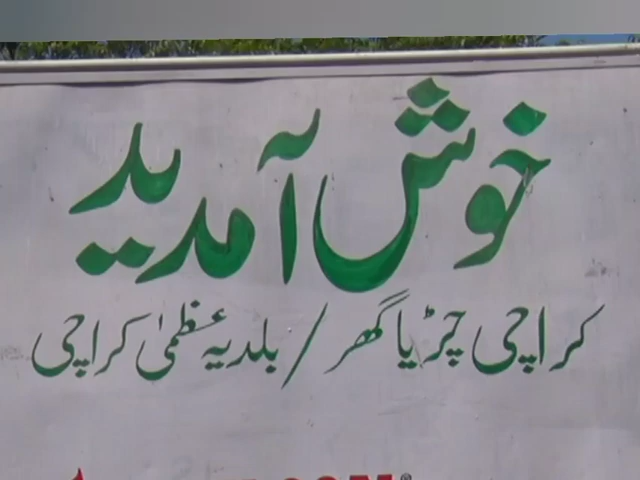 خوش آمدید
کراچی چڑیا گھر / بلدیہ عظمیٰ کراچی